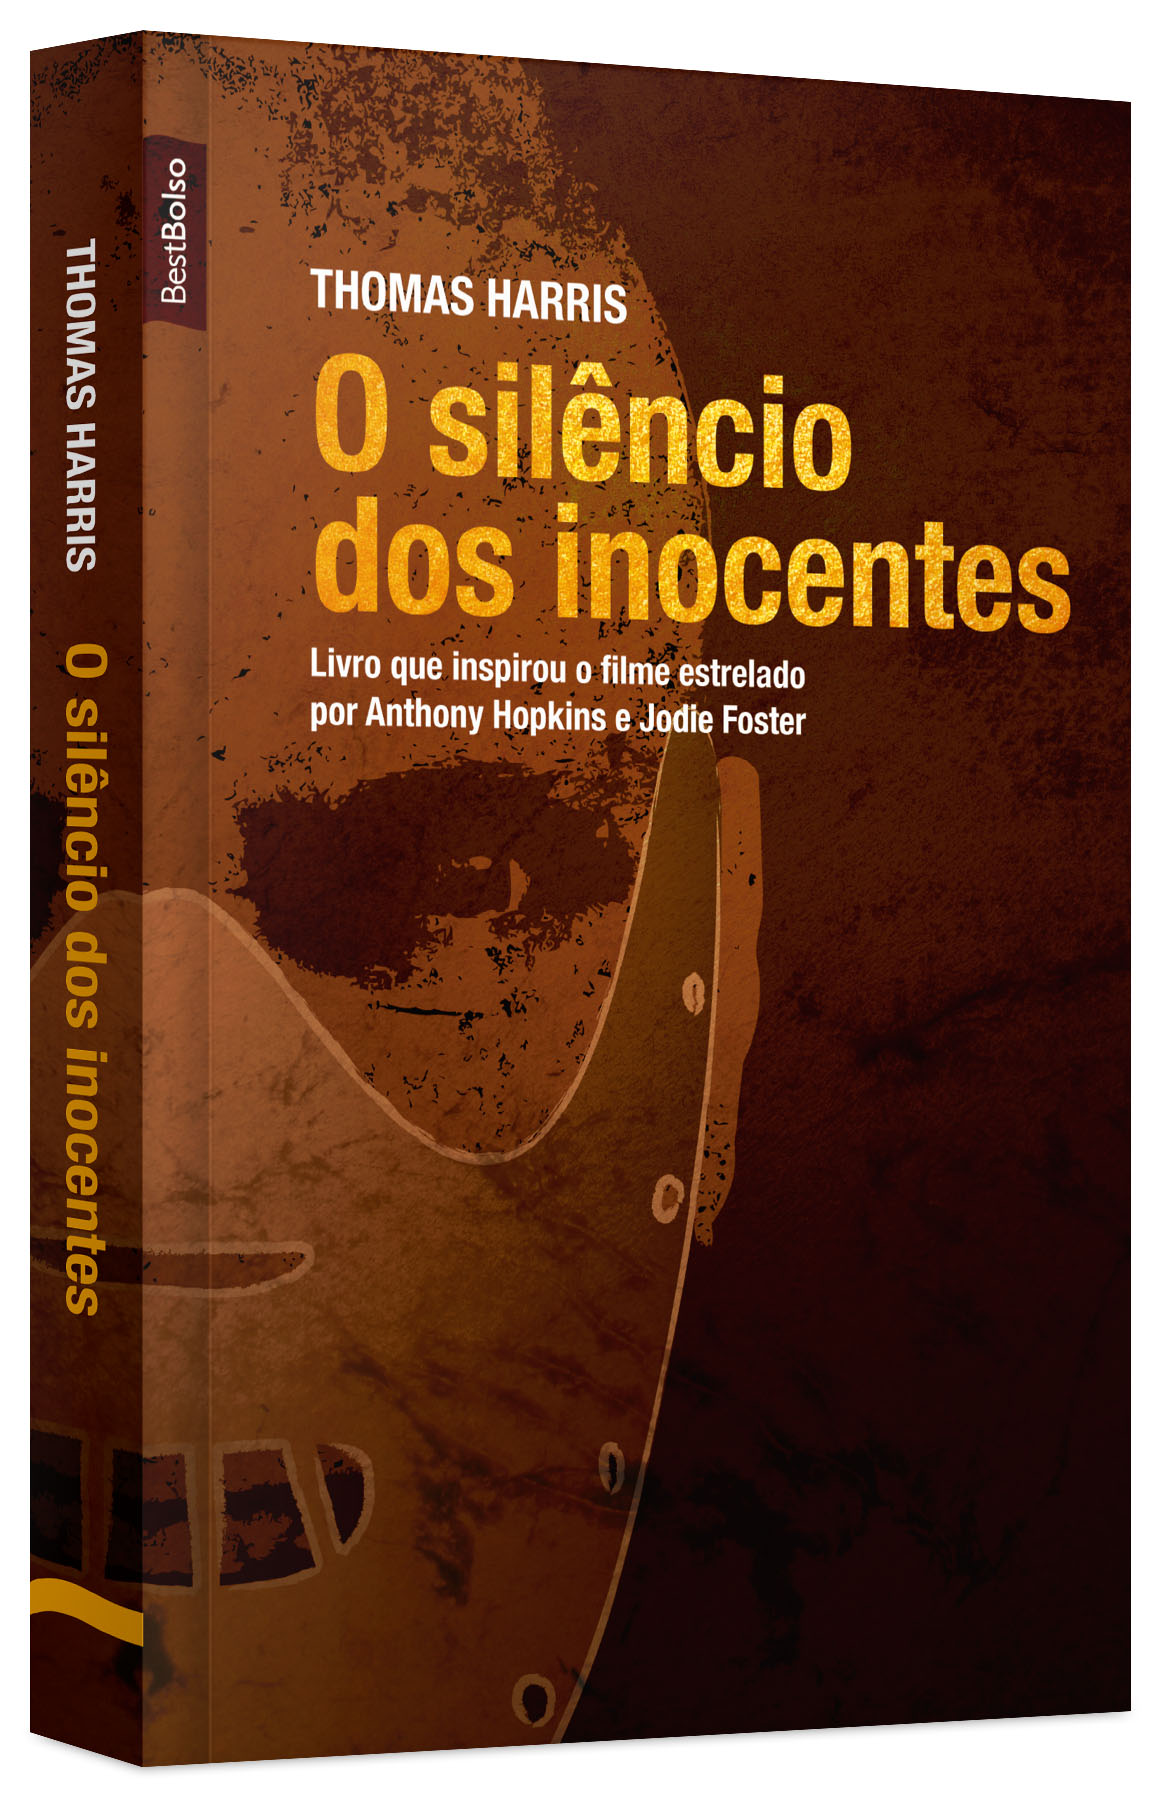 BestBolso
THOMAS HARRIS
O silêncio
dos inocentes
Livro que inspirou o filme estrelado
por Anthony Hopkins e Jodie Foster
THOMAS HARRIS O silêncio dos inocentes